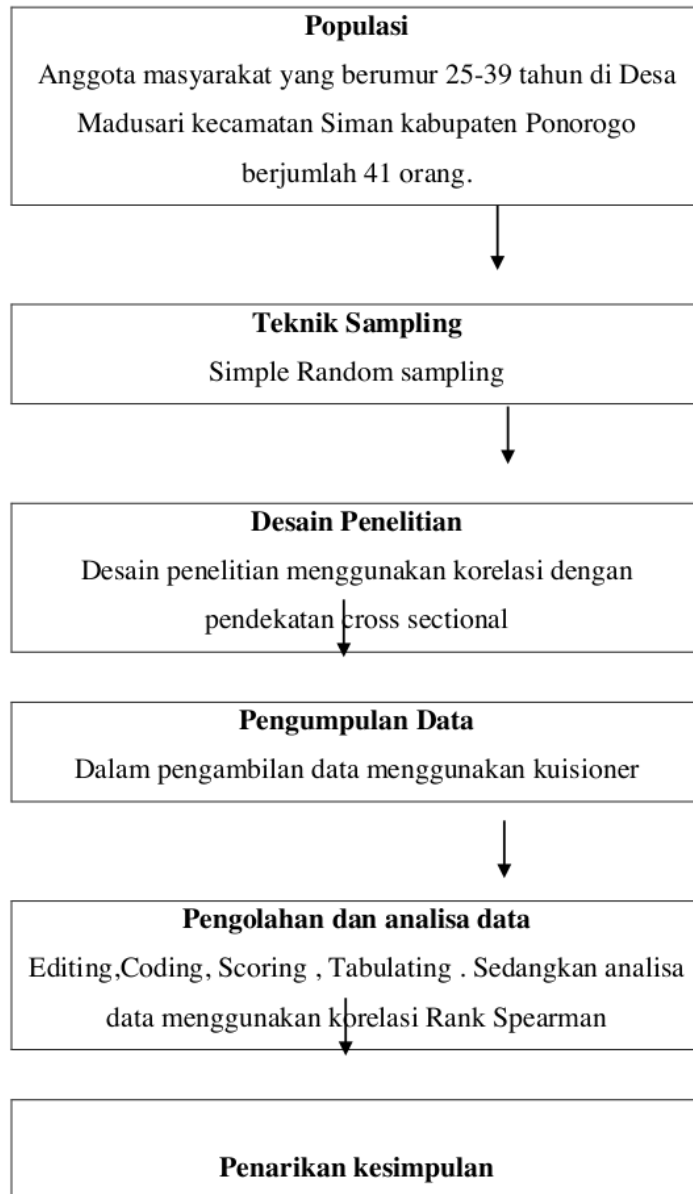 Populasi
Anggota masyarakat yang berumur 25-39 tahun di Desa
Madusari kecamatan Siman kabupaten Ponorogo
berjumlah 41 orang.
Teknik Sampling
Simple Random sampling
Desain Penelitian
Desain penelitian menggunakan korelasi dengan
pendekatan cross sectional
Pengumpulan Data
Dalam pengambilan data menggunakan kuisioner
Pengolahan dan analisa data
Editing,Coding, Scoring , Tabulating . Sedangkan analisa
data menggunakan korelasi Rank Spearman
Penarikan kesimpulan